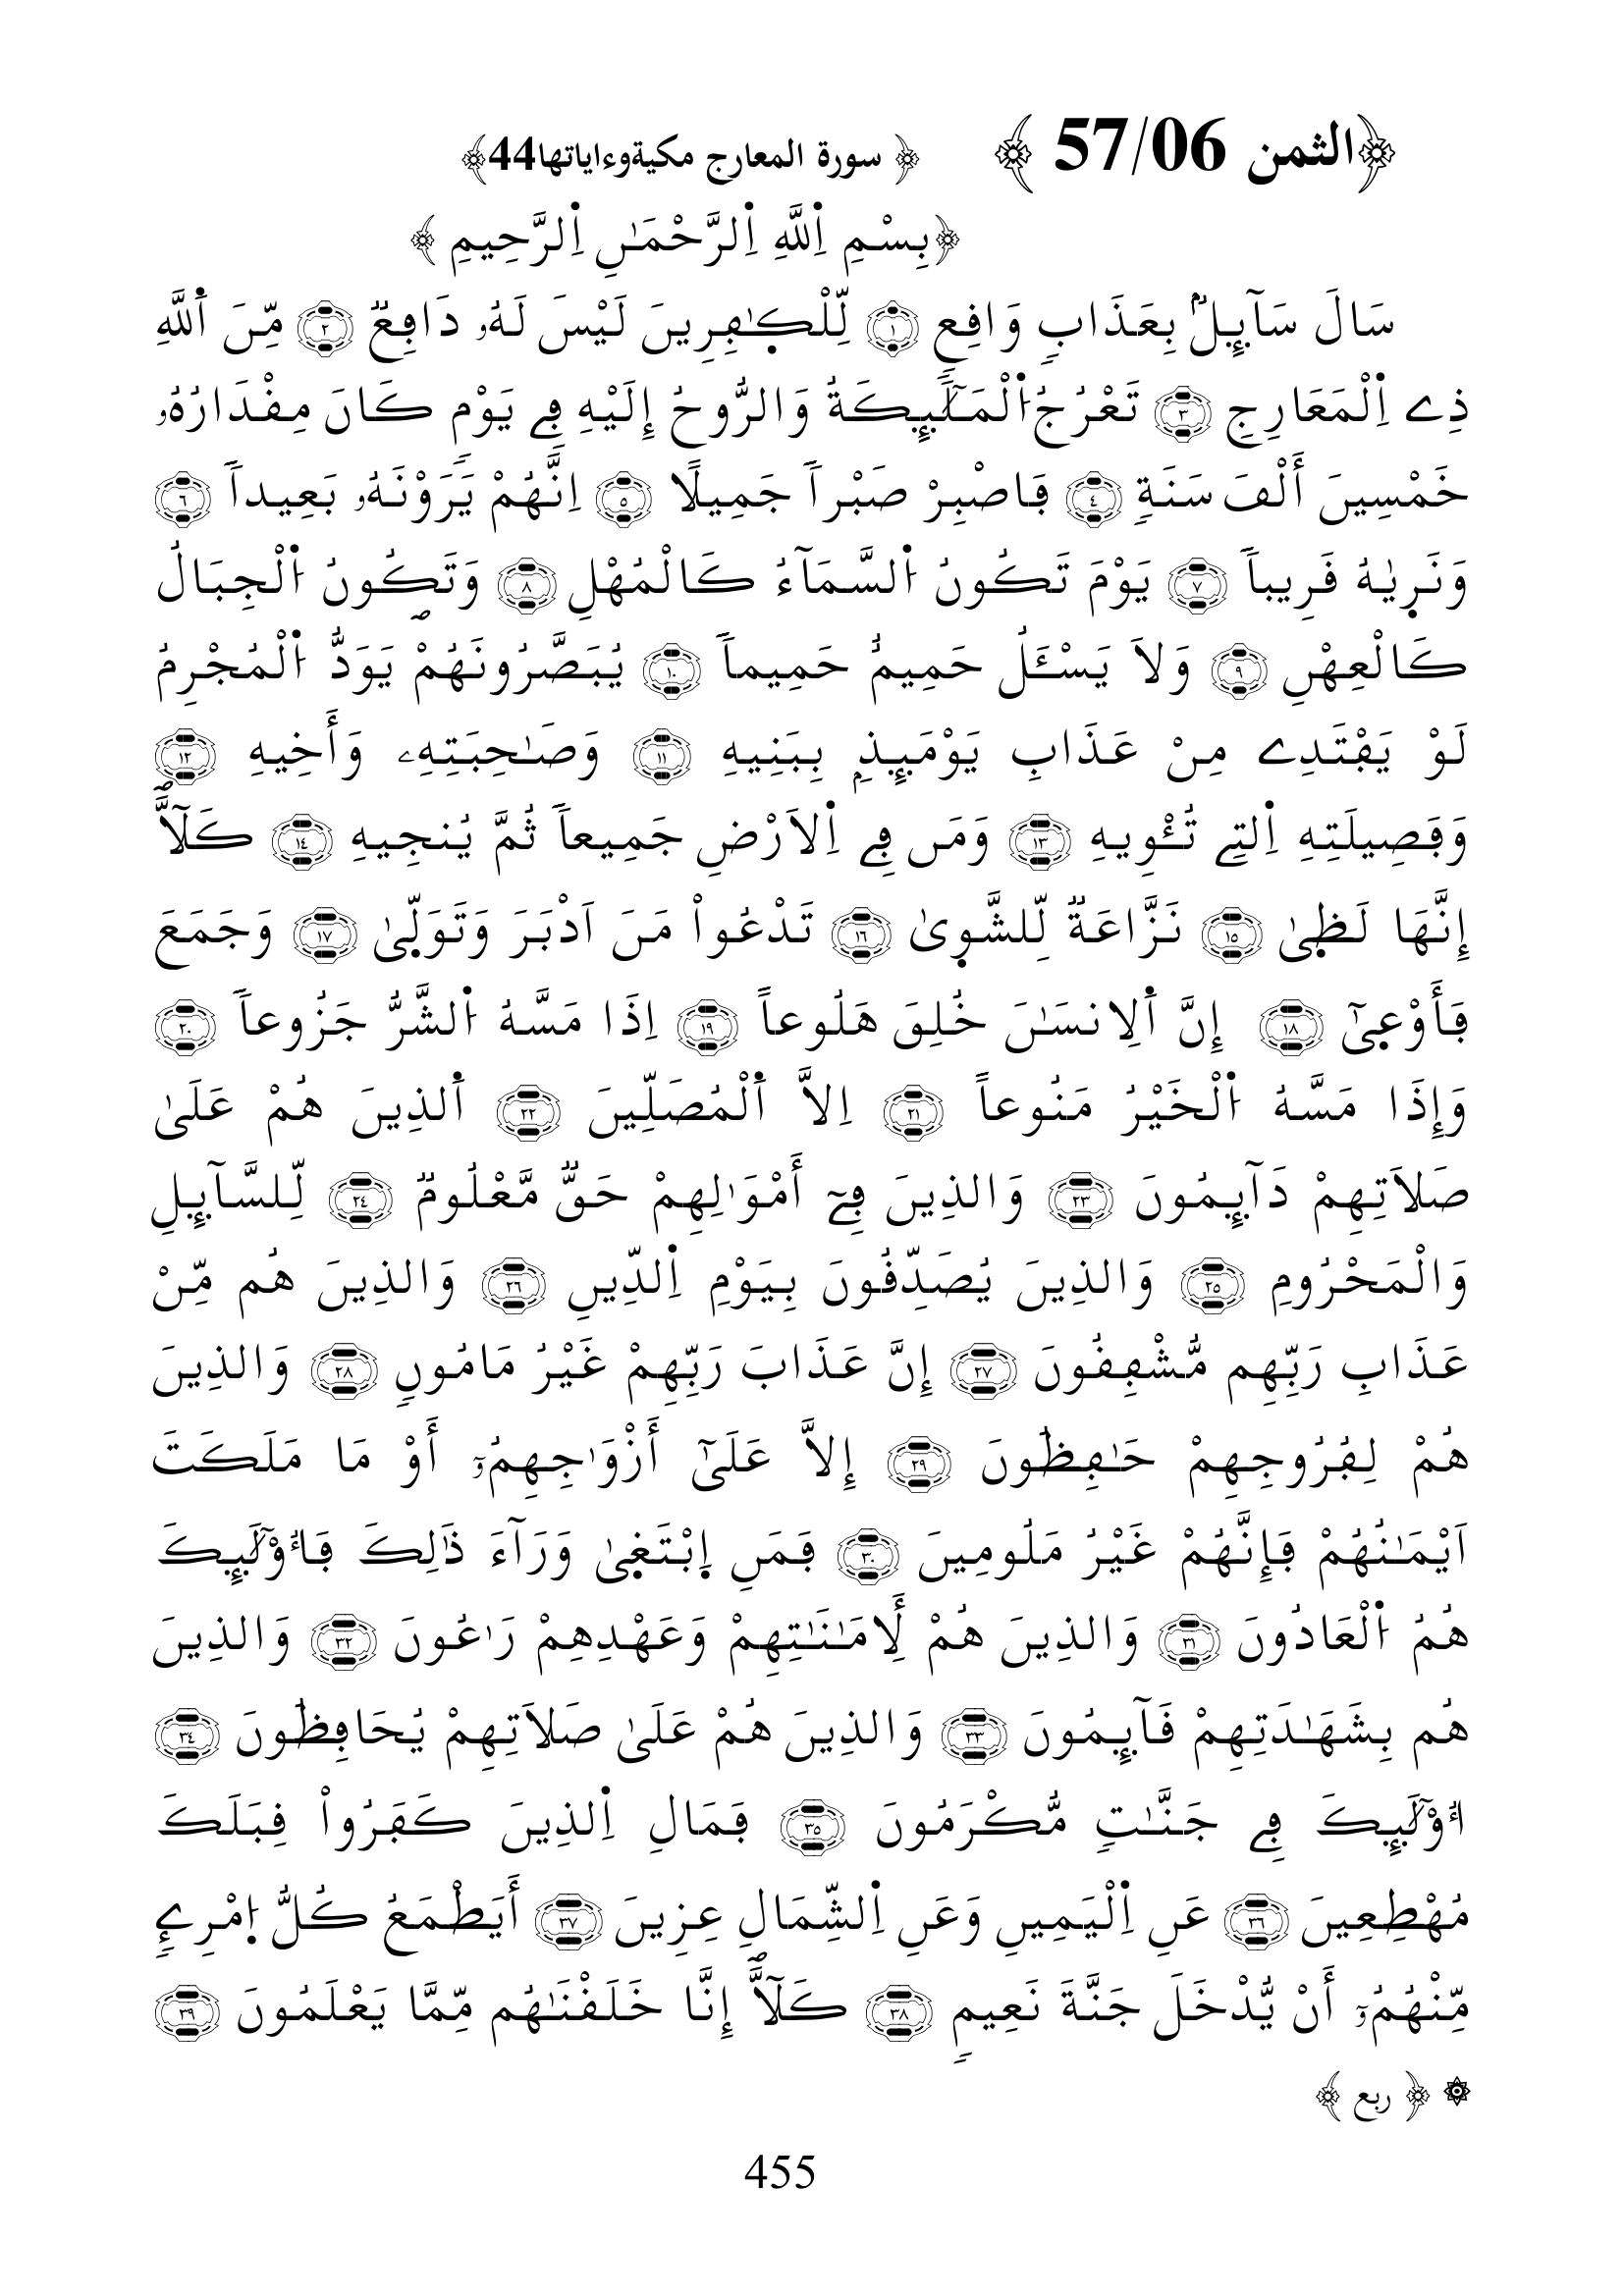 ﴿الثمن 57/06 ﴾ ﴿ سورة المعارج مكيةوءاياتها44﴾
﴿بِسْمِ اِ۬للَّهِ اِ۬لرَّحْمَٰنِ اِ۬لرَّحِيمِ ﴾
سَالَ سَآئِلُۢ بِعَذَابٖ وَاقِعٖ ١ لِّلْكٰ۪فِرِينَ لَيْسَ لَهُۥ دَافِعٞ ٢ مِّنَ اَ۬للَّهِ
ذِے اِ۬لْمَعَارِجِ ٣ تَعْرُجُ اُ۬لْمَلَٰٓئِكَةُ وَالرُّوحُ إِلَيْهِ فِے يَوْمٖ كَانَ مِقْدَارُهُۥ
خَمْسِينَ أَلْفَ سَنَةٖ ٤ فَاصْبِرْ صَبْراٗ جَمِيلًا ٥ اِنَّهُمْ يَرَوْنَهُۥ بَعِيداٗ ٦
وَنَر۪يٰهُ قَرِيباٗ ٧ يَوْمَ تَكُونُ اُ۬لسَّمَآءُ كَالْمُهْلِ ٨ وَتَكُونُ اُ۬لْجِبَالُ
كَالْعِهْنِ ٩ وَلَا يَسْـَٔلُ حَمِيمٌ حَمِيماٗ ١٠ يُبَصَّرُونَهُمْ يَوَدُّ اُ۬لْمُجْرِمُ
لَوْ يَفْتَدِے مِنْ عَذَابِ يَوْمَئِذِۢ بِبَنِيهِ ١١ وَصَٰحِبَتِهِۦ وَأَخِيهِ ١٢
وَفَصِيلَتِهِ اِ۬لتِے تُـْٔوِيهِ ١٣ وَمَن فِے اِ۬لَارْضِ جَمِيعاٗ ثُمَّ يُنجِيهِ ١٤ كَلَّآۖ
إِنَّهَا لَظ۪يٰ ١٥ نَزَّاعَةٞ لِّلشَّو۪يٰ ١٦ تَدْعُواْ مَنَ اَدْبَرَ وَتَوَلّ۪يٰ ١٧ وَجَمَعَ
فَأَوْع۪يٰٓ ١٨ إِنَّ اَ۬لِانسَٰنَ خُلِقَ هَلُوعاً ١٩ اِذَا مَسَّهُ اُ۬لشَّرُّ جَزُوعاٗ ٢٠
وَإِذَا مَسَّهُ اُ۬لْخَيْرُ مَنُوعاً ٢١ اِلَّا اَ۬لْمُصَلِّينَ ٢٢ اَ۬لذِينَ هُمْ عَلَىٰ
صَلَاتِهِمْ دَآئِمُونَ ٢٣ وَالذِينَ فِےٓ أَمْوَٰلِهِمْ حَقّٞ مَّعْلُومٞ ٢٤ لِّلسَّآئِلِ
وَالْمَحْرُومِ ٢٥ وَالذِينَ يُصَدِّقُونَ بِيَوْمِ اِ۬لدِّينِ ٢٦ وَالذِينَ هُم مِّنْ
عَذَابِ رَبِّهِم مُّشْفِقُونَ ٢٧ إِنَّ عَذَابَ رَبِّهِمْ غَيْرُ مَامُونٖ ٢٨ وَالذِينَ
هُمْ لِفُرُوجِهِمْ حَٰفِظُونَ ٢٩ إِلَّا عَلَىٰٓ أَزْوَٰجِهِمُۥٓ أَوْ مَا مَلَكَتَ
اَيْمَٰنُهُمْ فَإِنَّهُمْ غَيْرُ مَلُومِينَ ٣٠ فَمَنِ اِ۪بْتَغ۪يٰ وَرَآءَ ذَٰلِكَ فَأُوْلَٰٓئِكَ
هُمُ اُ۬لْعَادُونَ ٣١ وَالذِينَ هُمْ لِأَمَٰنَٰتِهِمْ وَعَهْدِهِمْ رَٰعُونَ ٣٢ وَالذِينَ
هُم بِشَهَٰدَتِهِمْ قَآئِمُونَ ٣٣ وَالذِينَ هُمْ عَلَىٰ صَلَاتِهِمْ يُحَافِظُونَ ٣٤
أُوْلَٰٓئِكَ فِے جَنَّٰتٖ مُّكْرَمُونَ ٣٥ فَمَالِ اِ۬لذِينَ كَفَرُواْ قِبَلَكَ
مُهْطِعِينَ ٣٦ عَنِ اِ۬لْيَمِينِ وَعَنِ اِ۬لشِّمَالِ عِزِينَ ٣٧ أَيَطْمَعُ كُلُّ اُ۪مْرِےٕٖ
مِّنْهُمُۥٓ أَنْ يُّدْخَلَ جَنَّةَ نَعِيمٖ ٣٨ كَلَّآۖ إِنَّا خَلَقْنَٰهُم مِّمَّا يَعْلَمُونَ ٣٩
۞ ﴿ ربع ﴾
455